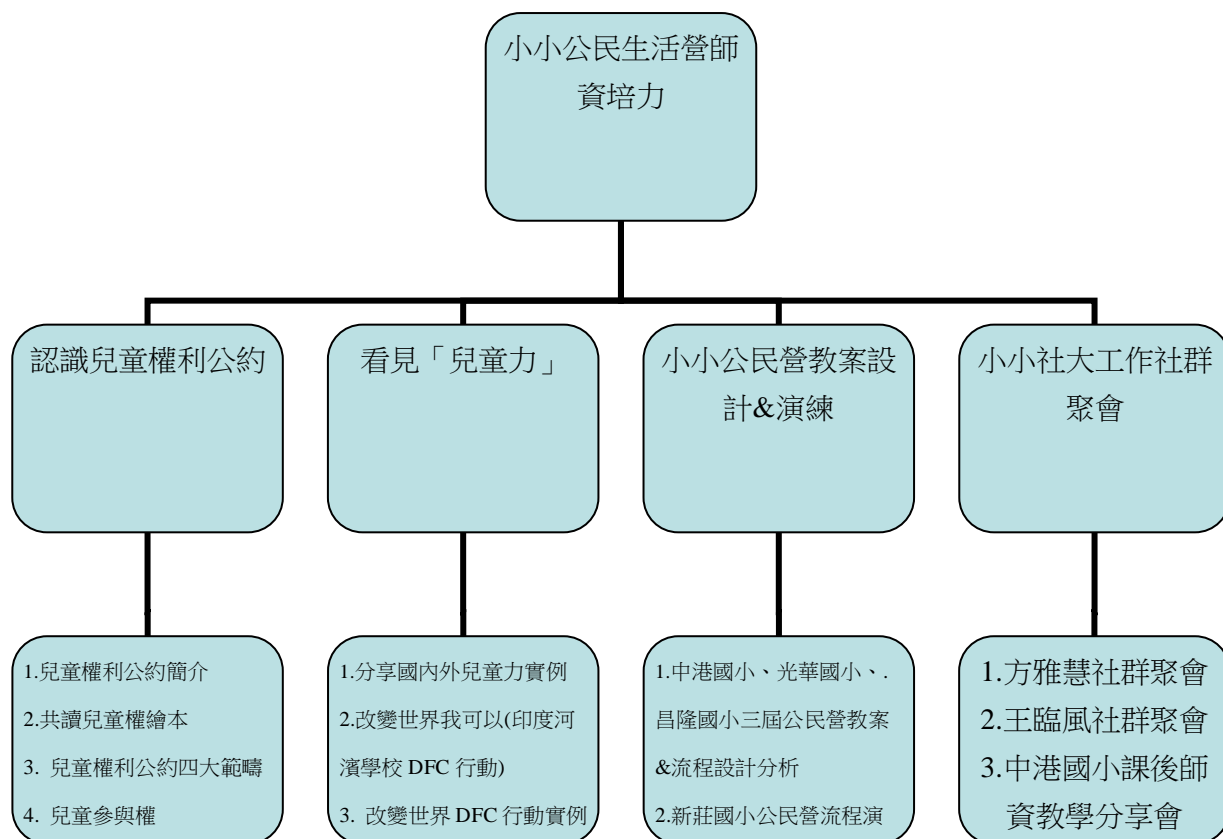 小小公民生活營師
資培力
認識兒童權利公約
看見「兒童力」
小小公民營教案設
計&演練
小小社大工作社群
聚會
1.兒童權利公約簡介
2.共讀兒童權繪本
3. 兒童權利公約四大範疇
4. 兒童參與權
1.分享國內外兒童力實例
2.改變世界我可以(印度河
濱學校 DFC 行動)
3. 改變世界 DFC 行動實例
1.中港國小、光華國小、.
昌隆國小三屆公民營教案
&流程設計分析
2.新莊國小公民營流程演
1.方雅慧社群聚會
2.王臨風社群聚會
3.中港國小課後師
資教學分享會